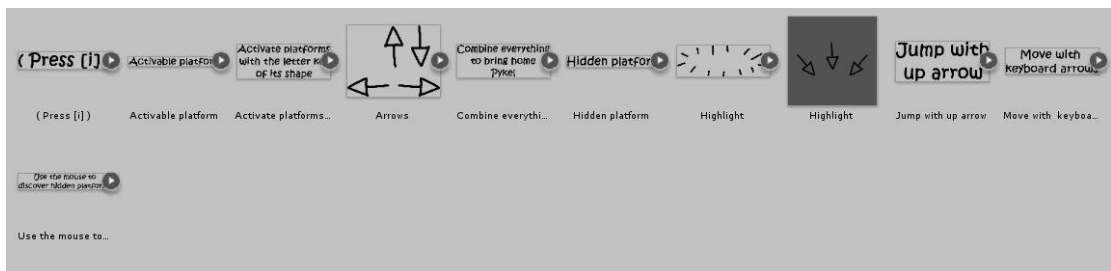 ( Press [i]
Activable platfor
Activate platforms
with the letter k
of its shape
Combine everything
to bring home
Pykel
Hidden platfor
Jump with
up arrow
Move with
keyboard arrows
( Press [i] )
Activable platform
Activate platforms...
Arrows
Combine everythi...
Hidden platform
Highlight
Highlight
Jump with up arrow
Move with keyboa...
Use the mouse to
discover hidden platfor
Use the mouse to...